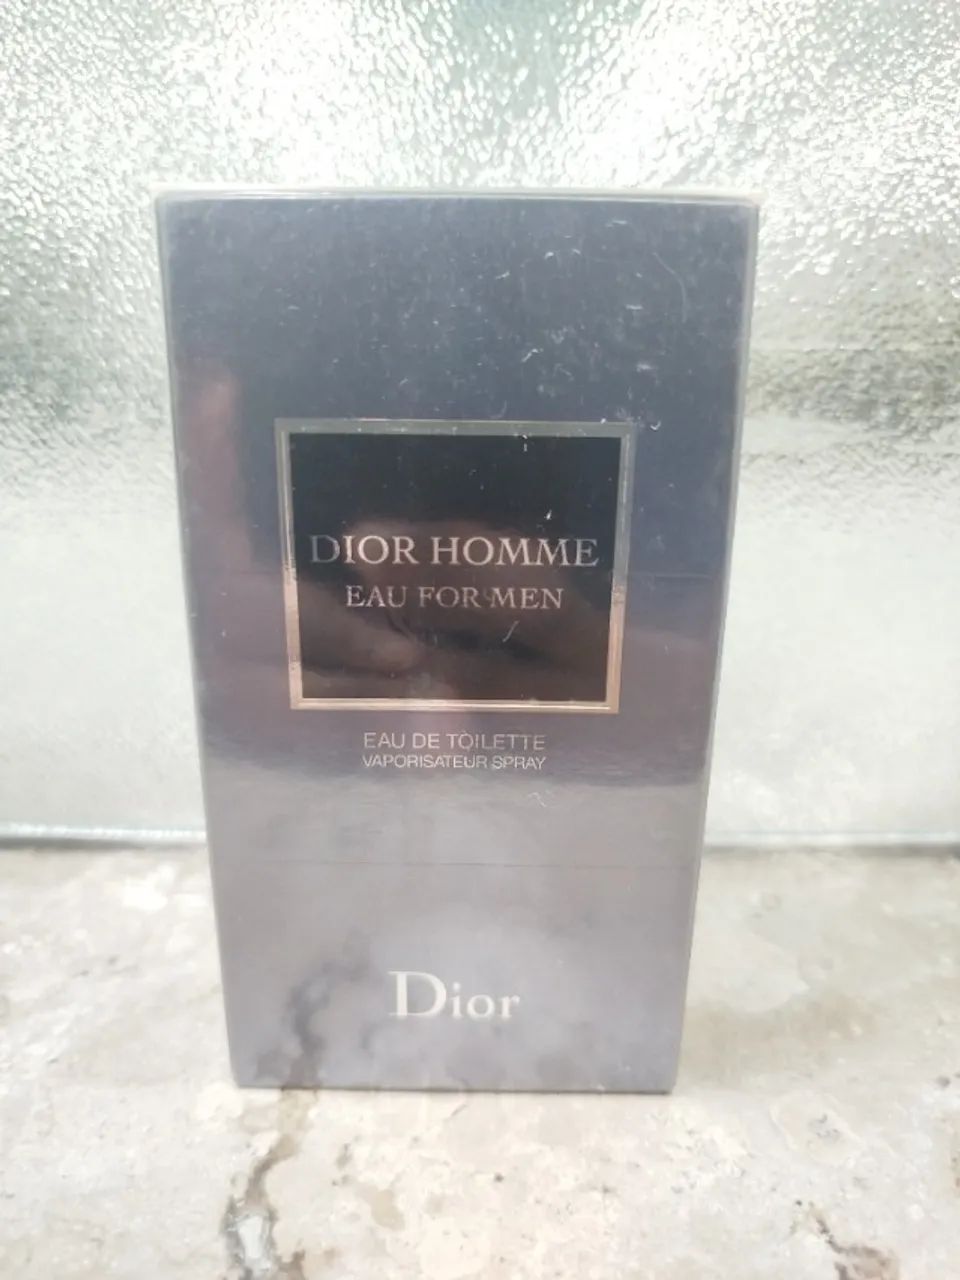 DIOR HOMME
EAU FOR MEN
EAU DE TOILETTE
VAPORISATEUR SPRAY
Dior